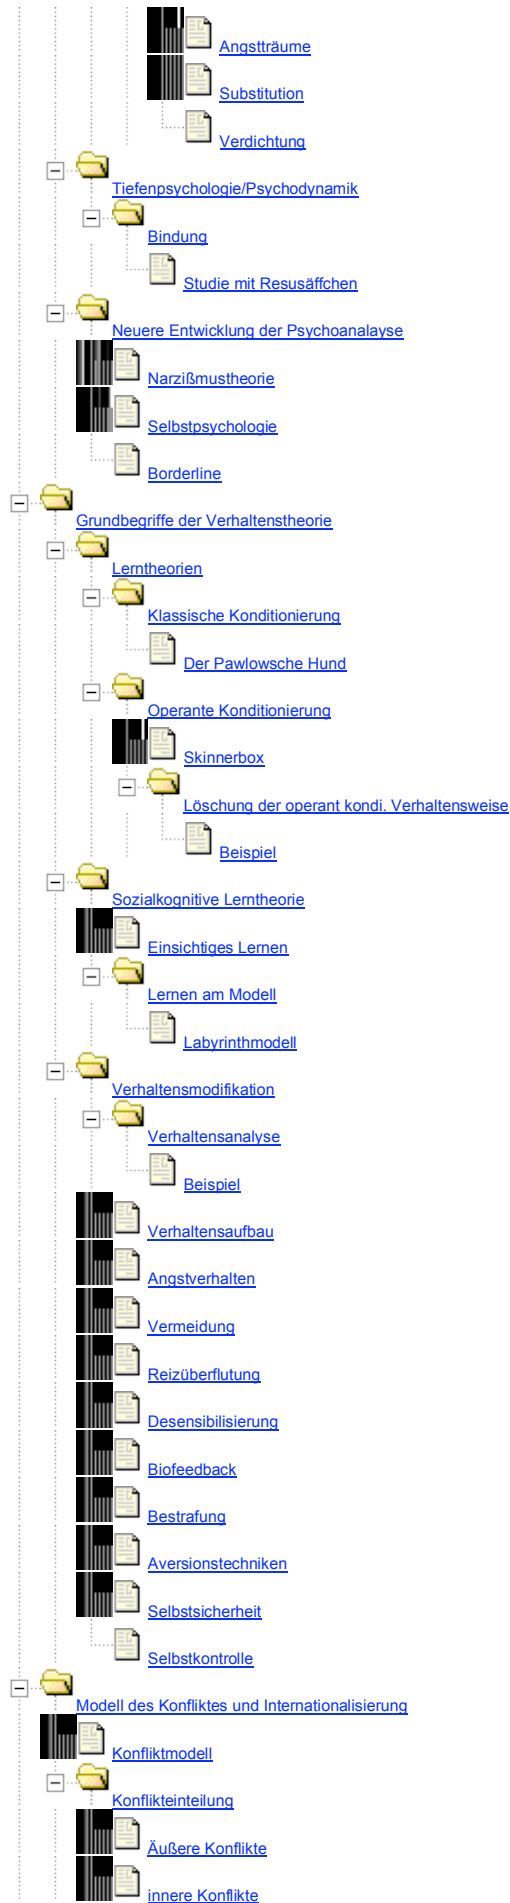 Angstträume
Substitution
Verdichtung
Tiefenpsychologie/Psychodynamik
Bindung
Studie mit Resusäffchen
Neuere Entwicklung der Psychoanalayse
Narzißmustheorie
Selbstpsychologie
Borderline
Grundbegriffe der Verhaltenstheorie
Lerntheorien
Klassische Konditionierung
Der Pawlowsche Hund
Operante Konditionierung
Skinnerbox
Löschung der operant kondi. Verhaltensweise
Beispiel
Sozialkognitive Lerntheorie
Einsichtiges Lernen
Lernen am Modell
Labyrinthmodell
Verhaltensmodifikation
Verhaltensanalyse
Beispiel
Verhaltensaufbau
Angstverhalten
Vermeidung
Reizüberflutung
Desensibilisierung
Biofeedback
Bestrafung
Aversionstechniken
Selbstsicherheit
Selbstkontrolle
Modell des Konfliktes und Internationalisierung
Konfliktmodell
Konflikteinteilung
Äußere Konflikte
innere Konflikte